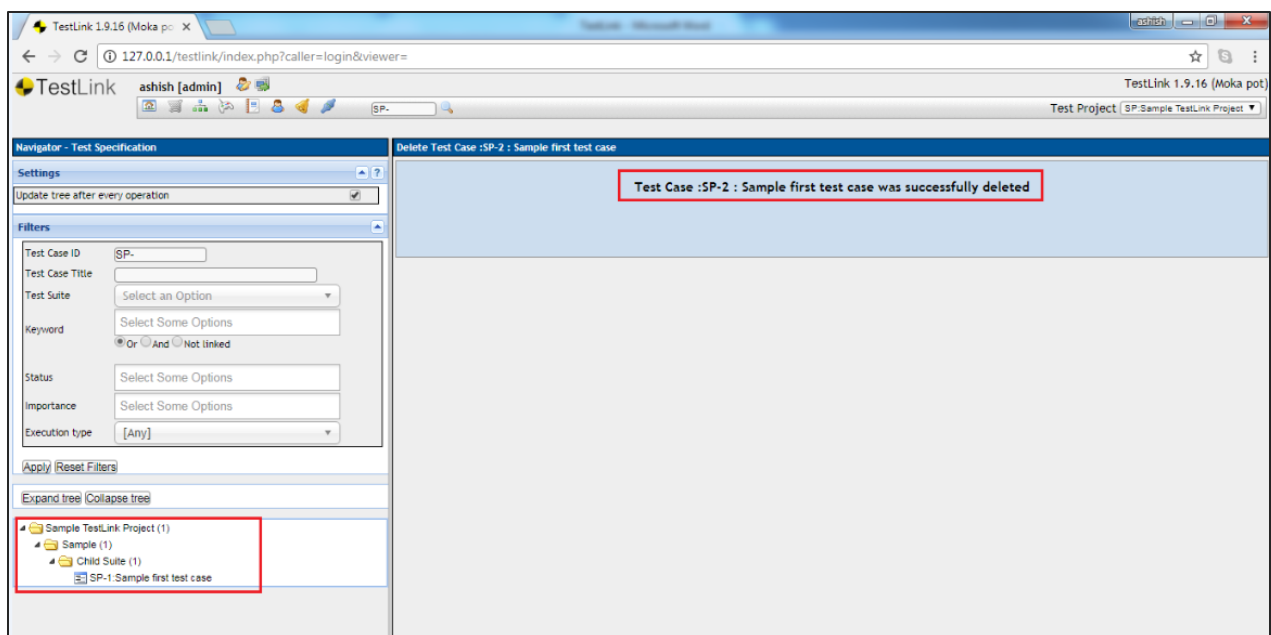 TestLink 1.9.16 (Moka po
TestLink - Microsoft Word
ashish
127.0.0.1/testlink/index.php?caller=login&viewer=
TestLink ashish [admin]
TestLink 1.9.16 (Moka pot)
SP-
Test Project SP:Sample TestLink Project
Navigator - Test Specification
Delete Test Case :SP-2 : Sample first test case
Settings
?
Update tree after every operation
Test Case :SP-2 : Sample first test case was successfully deleted
Filters
Test Case ID SP-
Test Case Title
Test Suite Select an Option
Keyword Select Some Options
Or And Not linked
Status Select Some Options
Importance Select Some Options
Execution type [Any]
Apply Reset Filters
Expand tree Collapse tree
Sample TestLink Project (1)
Sample (1)
Child Suite (1)
SP-1:Sample first test case